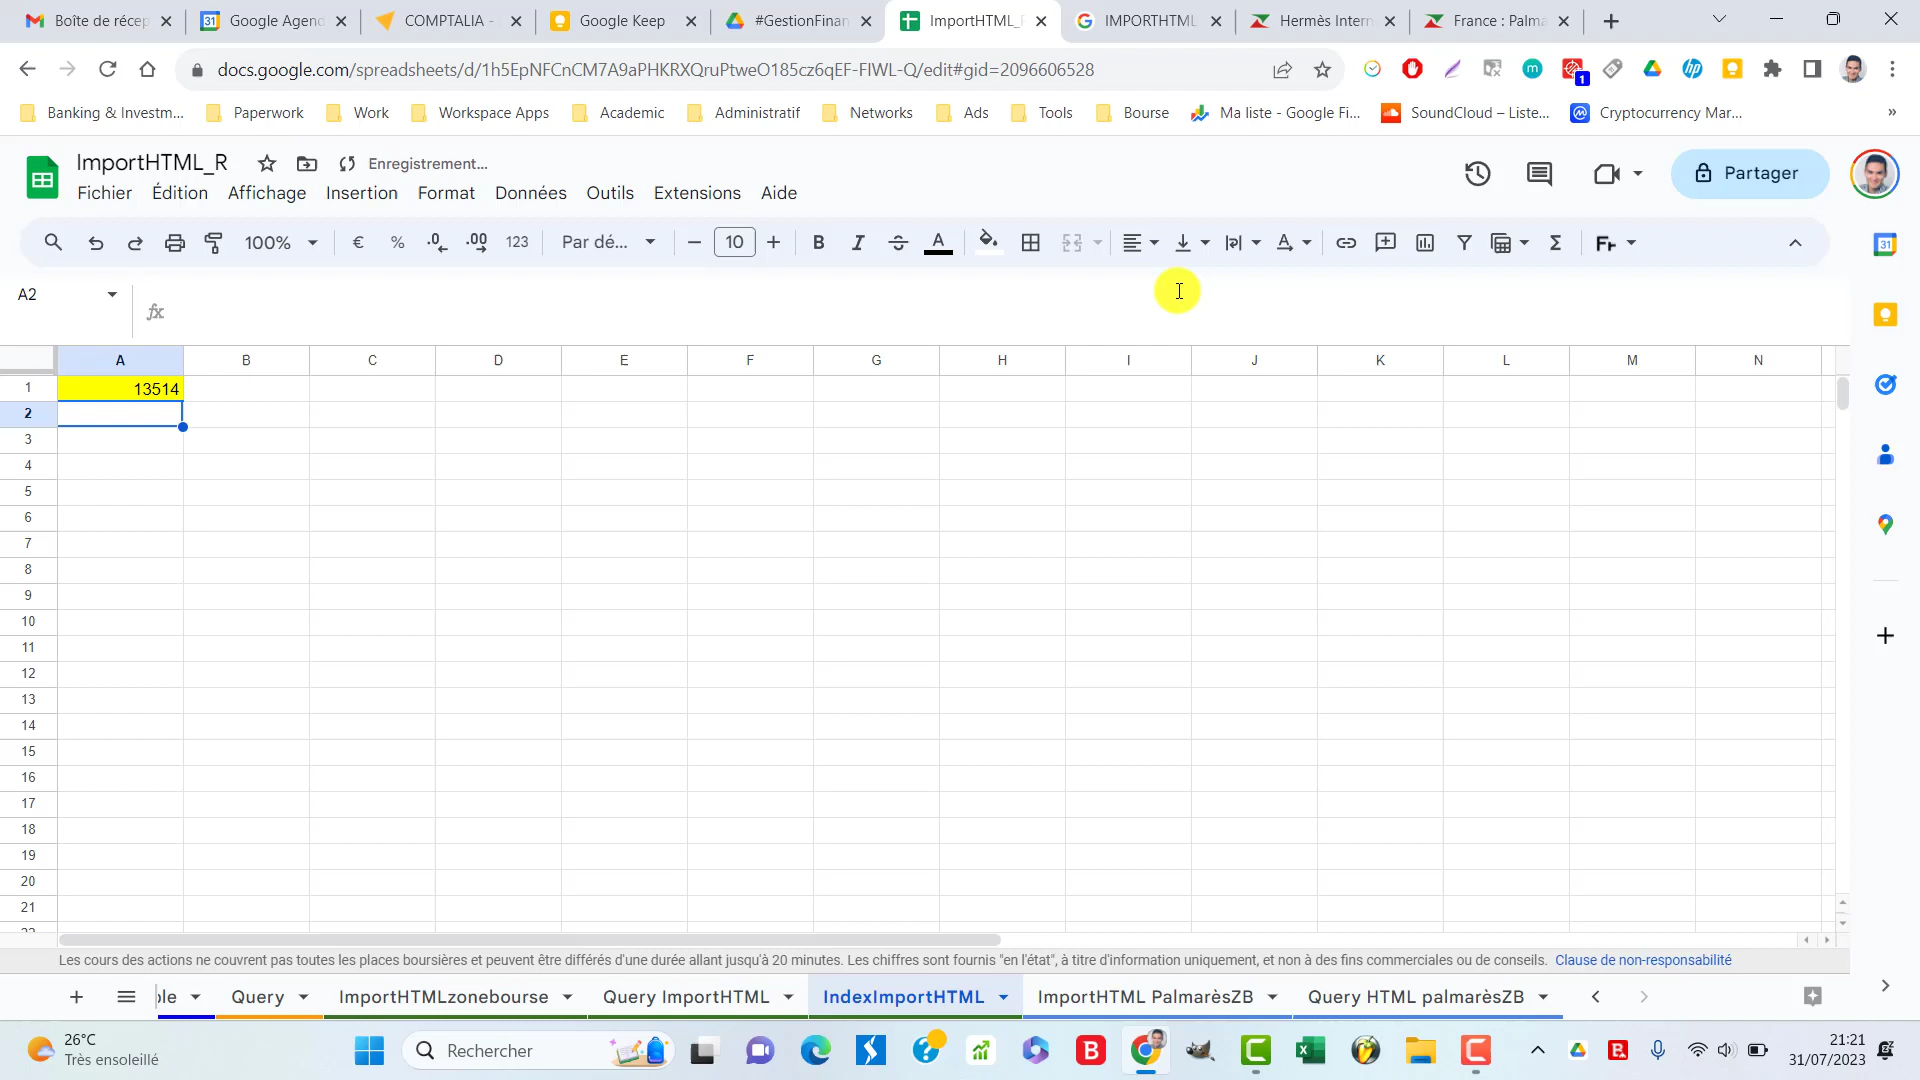 Boîte de récep
Google Agend
COMPTALIA -
Google Keep
#GestionFinan
ImportHTML_R
IMPORTHTML
Hermès Intern
France : Palma
docs.google.com/spreadsheets/d/1h5EpNFCnCM7A9aPHKRXQruPtweO185cz6qEF-FIWL-Q/edit#gid=2096606528
Banking & Investm...
Paperwork
Work
Workspace Apps
Academic
Administratif
Networks
Ads
Tools
Bourse
Ma liste - Google Fi...
SoundCloud – Liste...
Cryptocurrency Mar...
»
ImportHTML_R
Enregistrement...
Fichier Édition Affichage Insertion Format Données Outils Extensions Aide
Partager
100% € % .0 .00 123 Par dé... 10 B I S A
A2
fx
A B C D E F G H I J K L M N
1 13514
2
3
4
5
6
7
8
9
10
11
12
13
14
15
16
17
18
19
20
21
Les cours des actions ne couvrent pas toutes les places boursières et peuvent être différés d'une durée allant jusqu'à 20 minutes. Les chiffres sont fournis "en l'état", à titre d'information uniquement, et non à des fins commerciales ou de conseils. Clause de non-responsabilité
ple Query ImportHTMLzonebourse Query ImportHTML IndexImportHTML ImportHTML PalmarèsZB Query HTML palmarèsZB
26°C
Très ensoleillé
Rechercher
21:21
31/07/2023